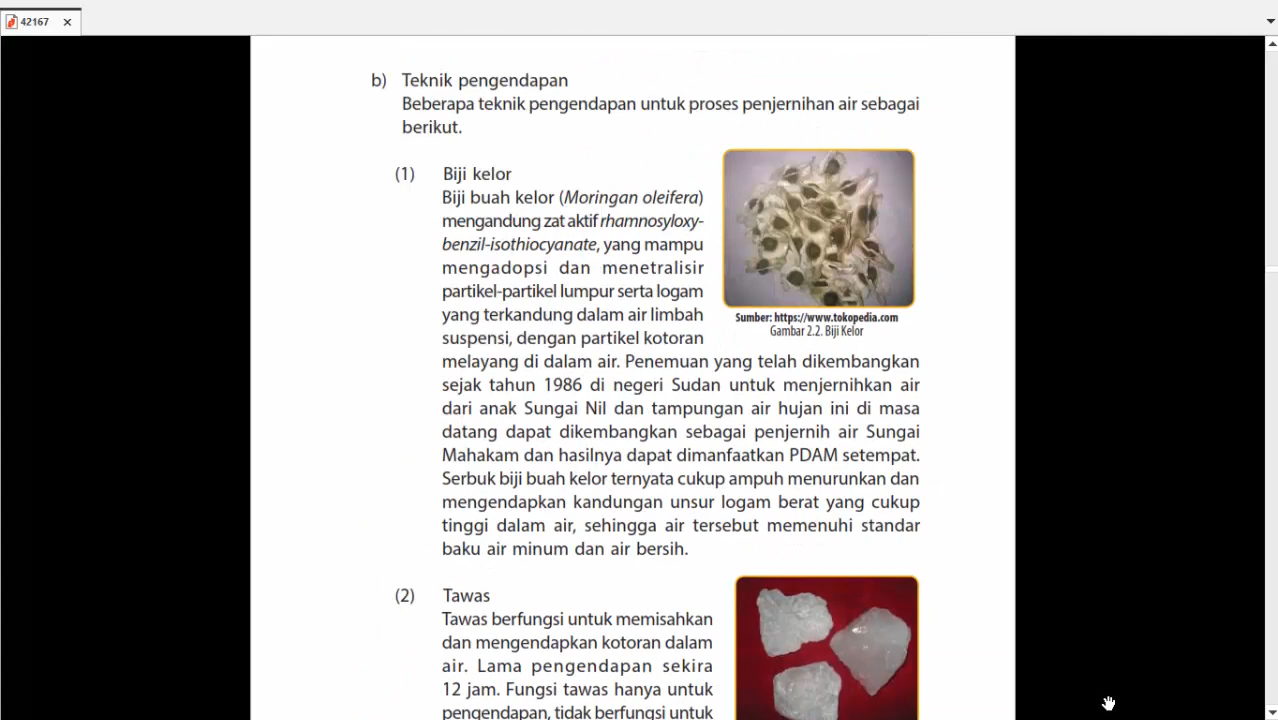 42167
b) Teknik pengendapan
Beberapa teknik pengendapan untuk proses penjernihan air sebagai
berikut.
(1) Biji kelor
Biji buah kelor (Moringan oleifera)
mengandung zat aktif rhamnosyloxy-
benzil-isothiocyanate, yang mampu
mengadopsi dan menetralisir
partikel-partikel lumpur serta logam
yang terkandung dalam air limbah
suspensi, dengan partikel kotoran
melayang di dalam air. Penemuan yang telah dikembangkan
sejak tahun 1986 di negeri Sudan untuk menjernihkan air
dari anak Sungai Nil dan tampungan air hujan ini di masa
datang dapat dikembangkan sebagai penjernih air Sungai
Mahakam dan hasilnya dapat dimanfaatkan PDAM setempat.
Serbuk biji buah kelor ternyata cukup ampuh menurunkan dan
mengendapkan kandungan unsur logam berat yang cukup
tinggi dalam air, sehingga air tersebut memenuhi standar
baku air minum dan air bersih.
Sumber: https://www.tokopedia.com
Gambar 2.2. Biji Kelor
(2) Tawas
Tawas berfungsi untuk memisahkan
dan mengendapkan kotoran dalam
air. Lama pengendapan sekira
12 jam. Fungsi tawas hanya untuk
pengendapan, tidak berfungsi untuk